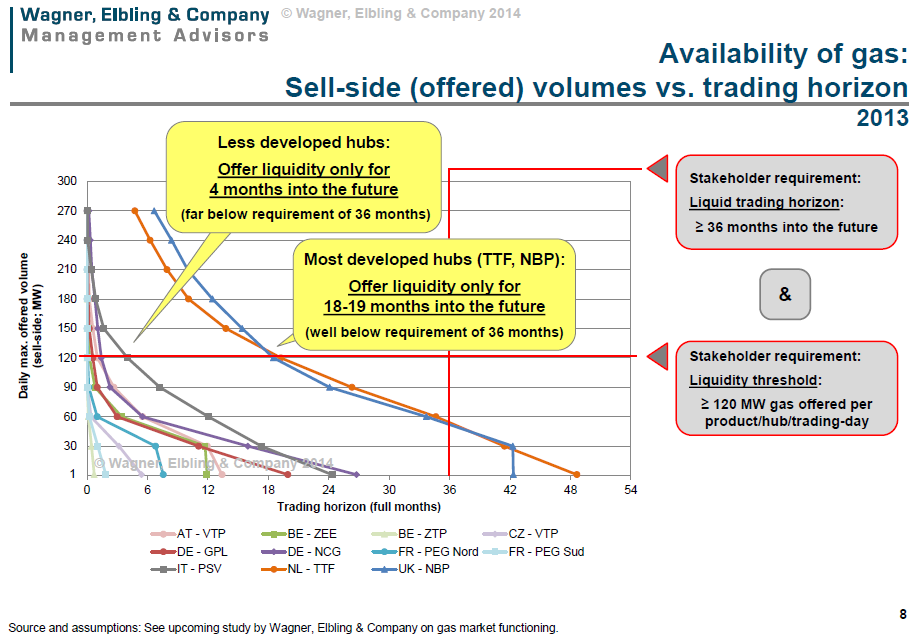 Wagner, Elbling & Company
Management Advisors
© Wagner, Elbling & Company 2014
Availability of gas:
Sell-side (offered) volumes vs. trading horizon
2013
Less developed hubs:
Offer liquidity only for
4 months into the future
(far below requirement of 36 months)
Most developed hubs (TTF, NBP):
Offer liquidity only for
18-19 months into the future
(well below requirement of 36 months)
Stakeholder requirement:
Liquid trading horizon:
≥ 36 months into the future
&
Stakeholder requirement:
Liquidity threshold:
≥ 120 MW gas offered per
product/hub/trading-day
Daily max. offered volume
(sell-side; MW)
300
270
240
210
180
150
120
90
60
30
1
© Wagner, Elbling & Company 2014
0 6 12 18 24 30 36 42 48 54
Trading horizon (full months)
AT - VTP BE - ZEE BE - ZTP CZ - VTP
DE - GPL DE - NCG FR - PEG Nord FR - PEG Sud
IT - PSV NL - TTF UK - NBP
8
Source and assumptions: See upcoming study by Wagner, Elbling & Company on gas market functioning.